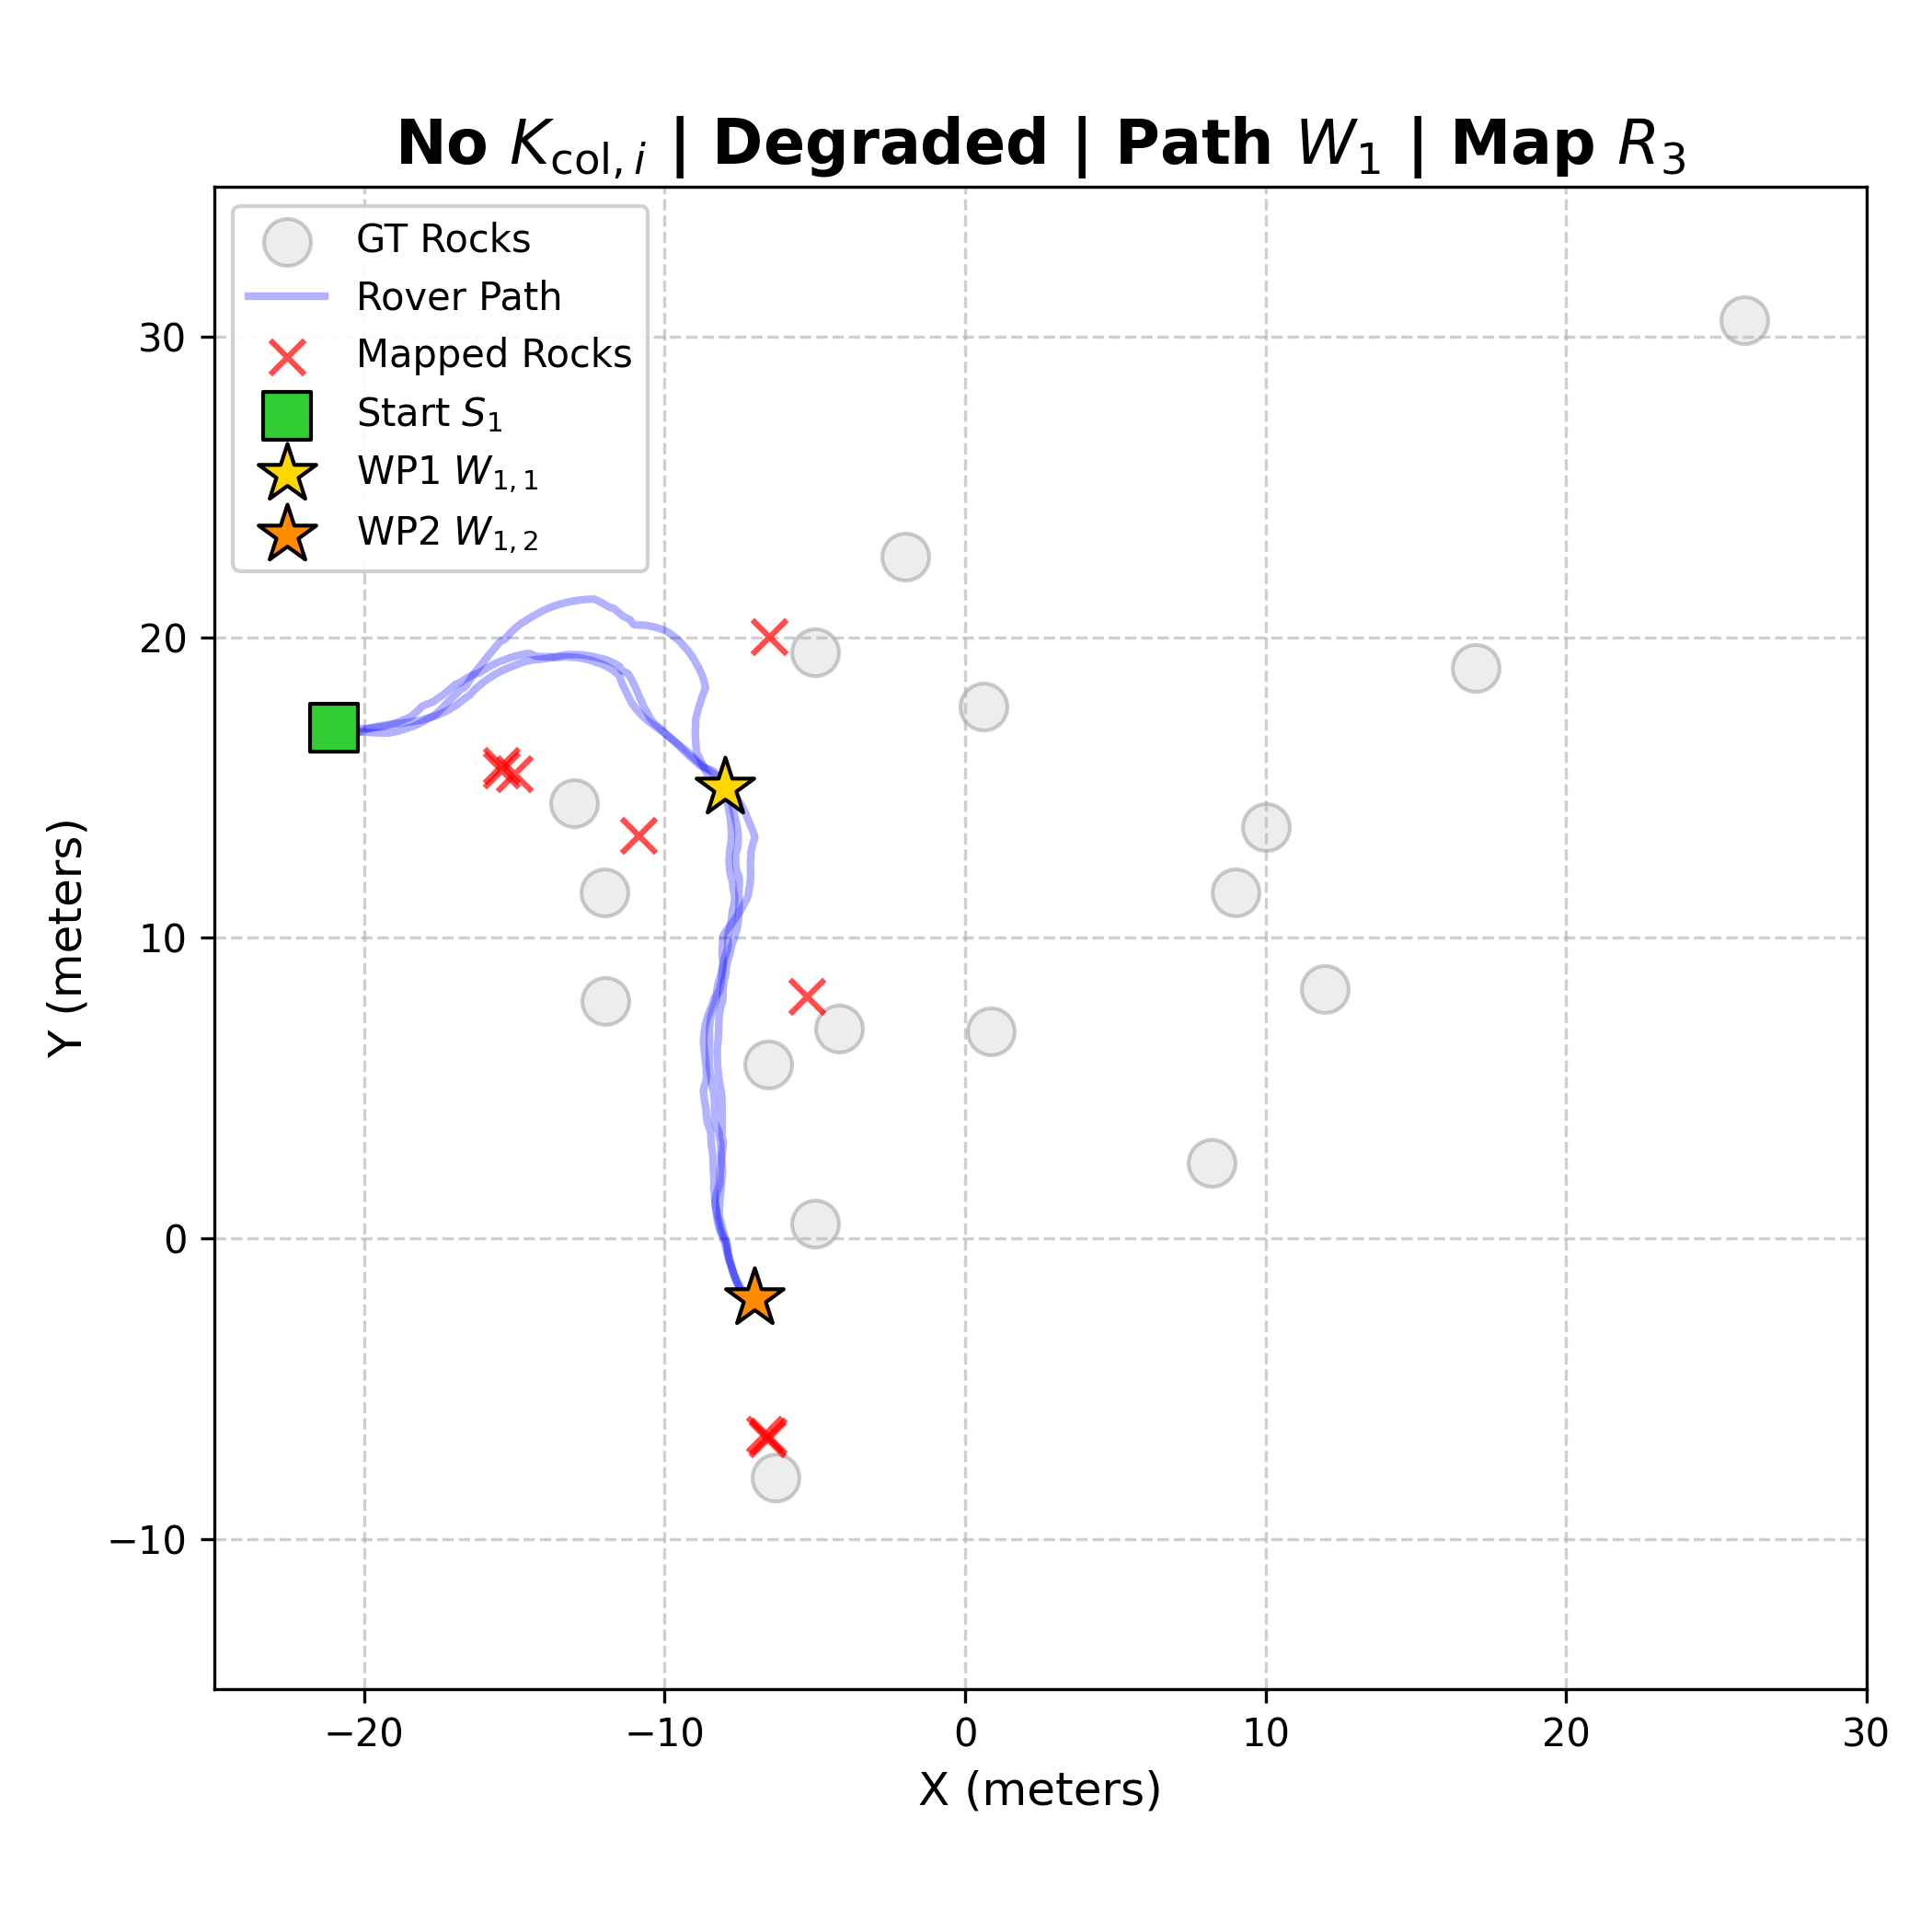 No K_col,i | Degraded | Path W_1 | Map R_3
GT Rocks
Rover Path
Mapped Rocks
Start S_1
WP1 W_1,1
WP2 W_1,2
30
20
10
0
−10
Y (meters)
−20
−10
0
10
20
30
X (meters)